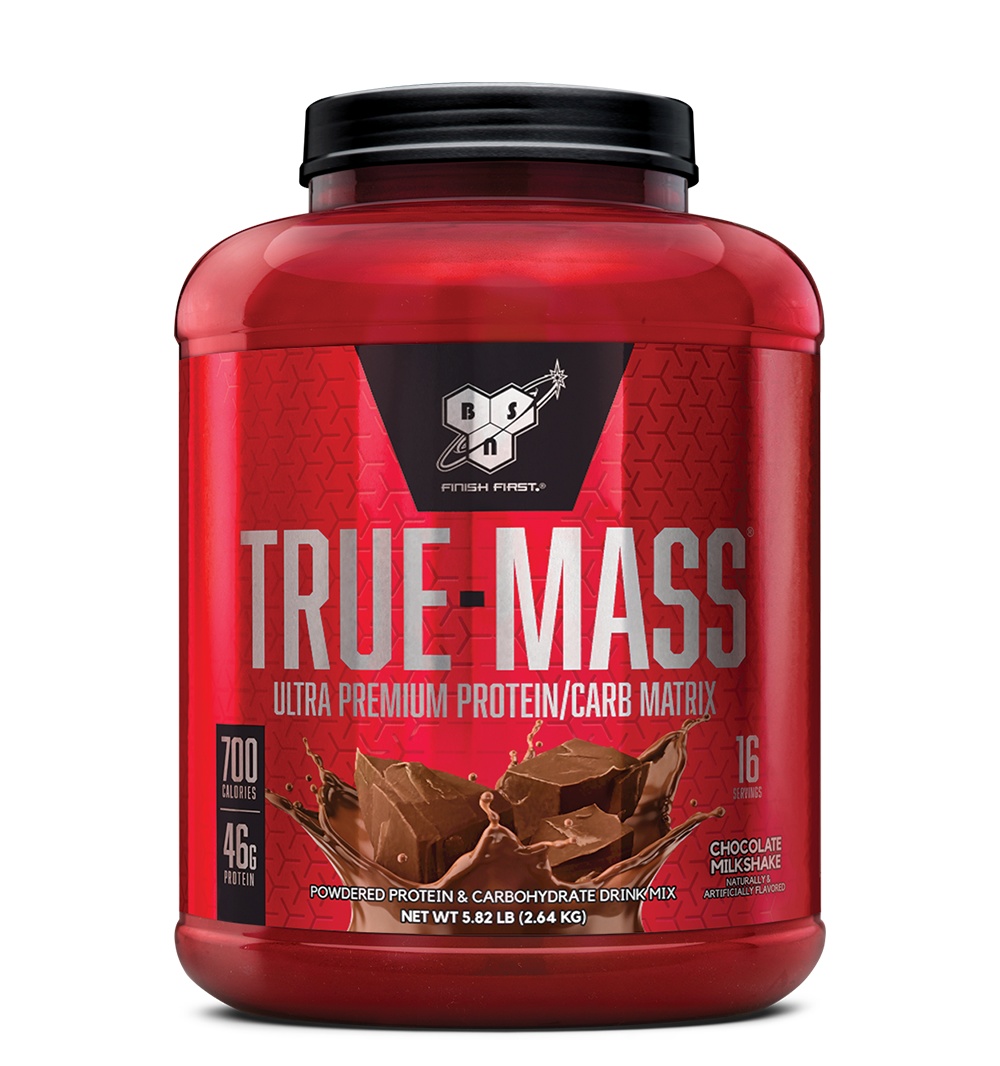 BSN
FINISH FIRST.®
TRUE-MASS®
ULTRA PREMIUM PROTEIN/CARB MATRIX
700
CALORIES
46G
PROTEIN
16
SERVINGS
CHOCOLATE
MILKSHAKE
NATURALLY &
ARTIFICIALLY FLAVORED
POWDERED PROTEIN & CARBOHYDRATE DRINK MIX
NET WT 5.82 LB (2.64 KG)